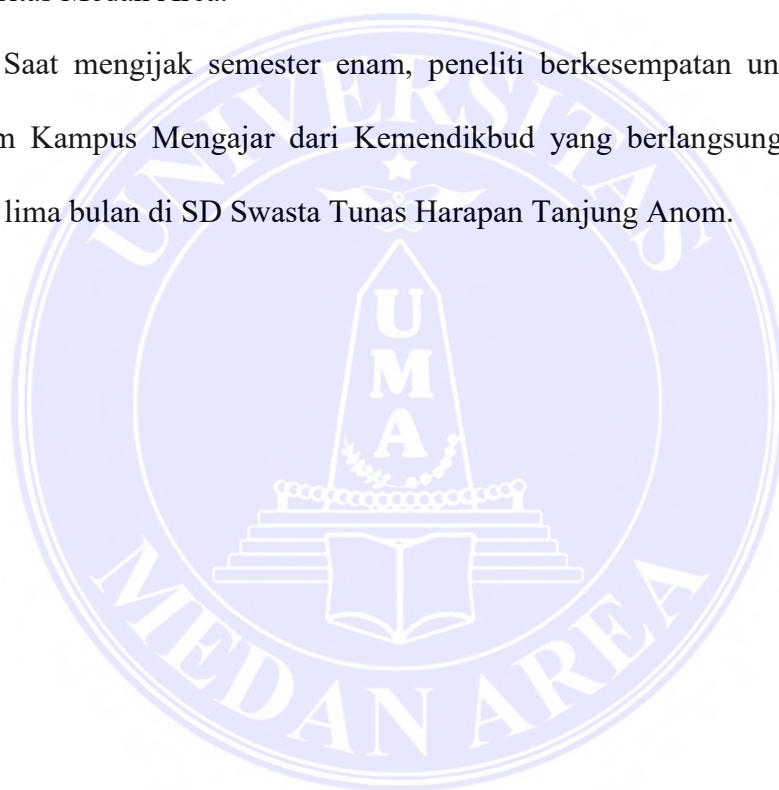 Saat mengijak semester enam, peneliti berkesempatan un
Kampus Mengajar dari Kemendikbud yang berlangsung
lima bulan di SD Swasta Tunas Harapan Tanjung Anom.
UNIVERSITAS
U
M
A
MEDAN AREA